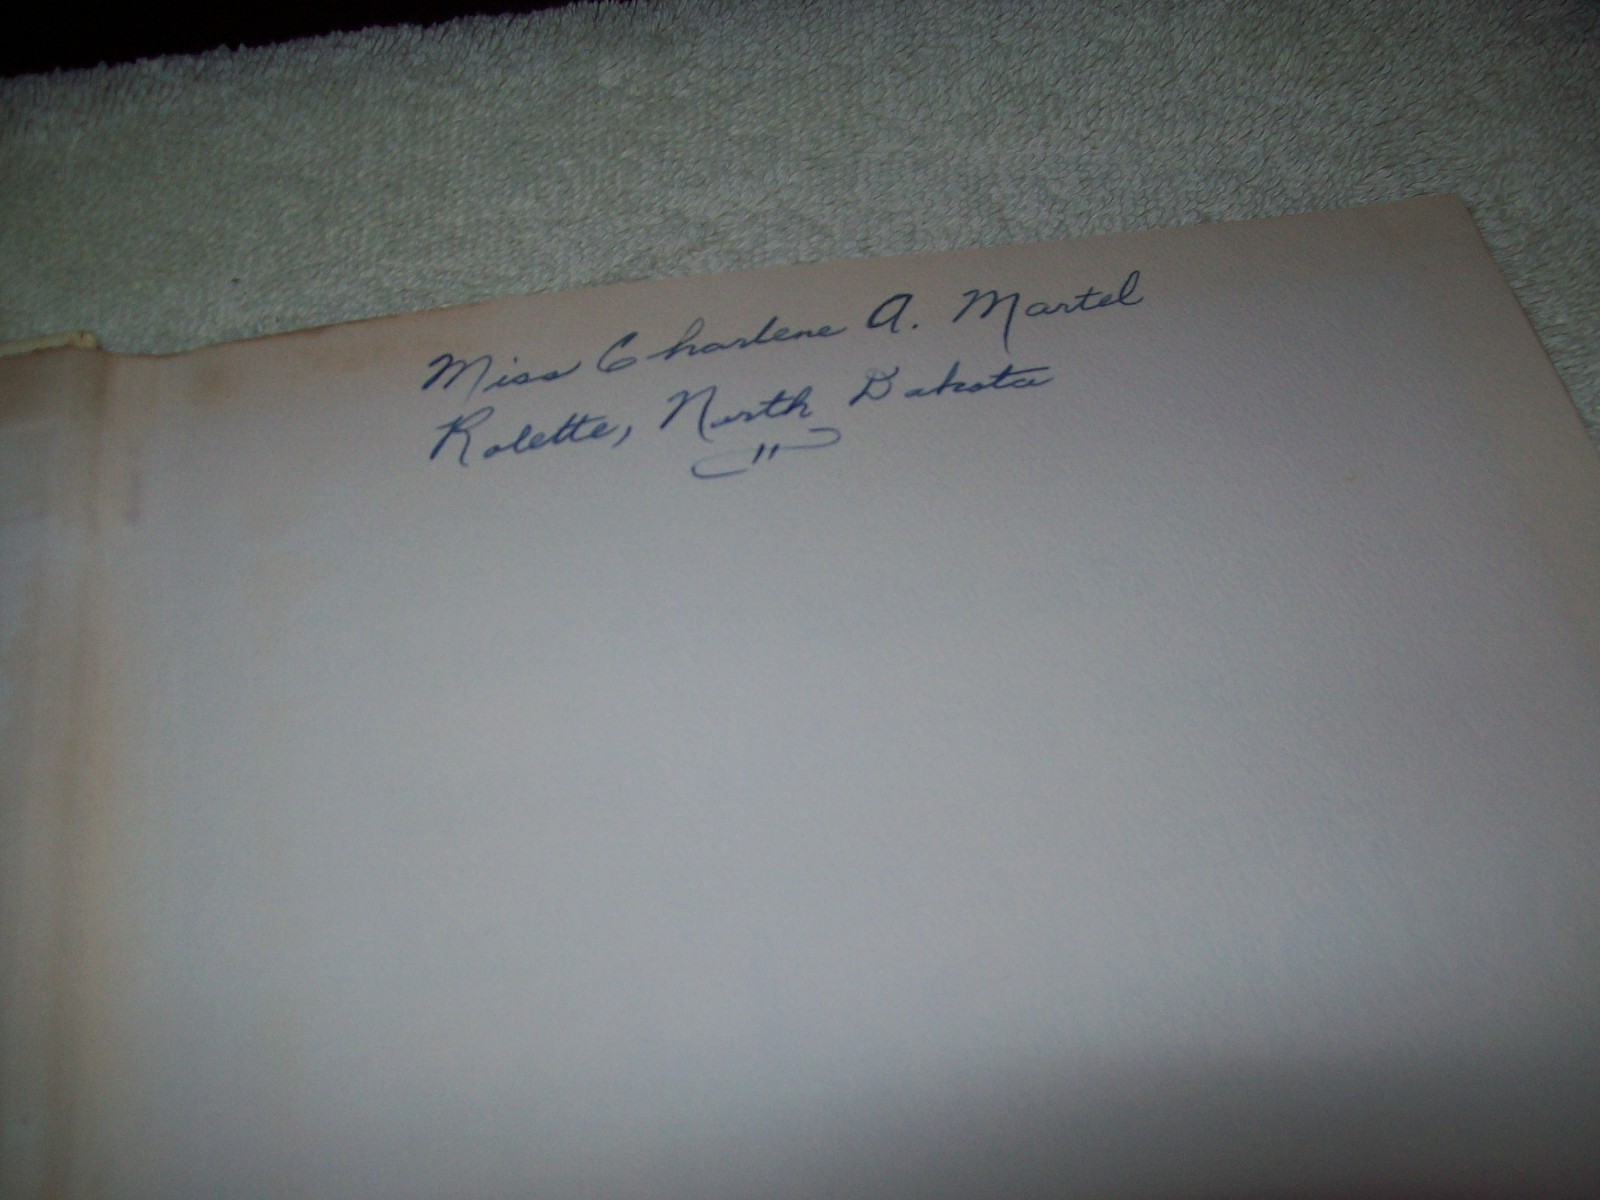 Miss Charlene A. Martel
Rolette, North Dakota
"